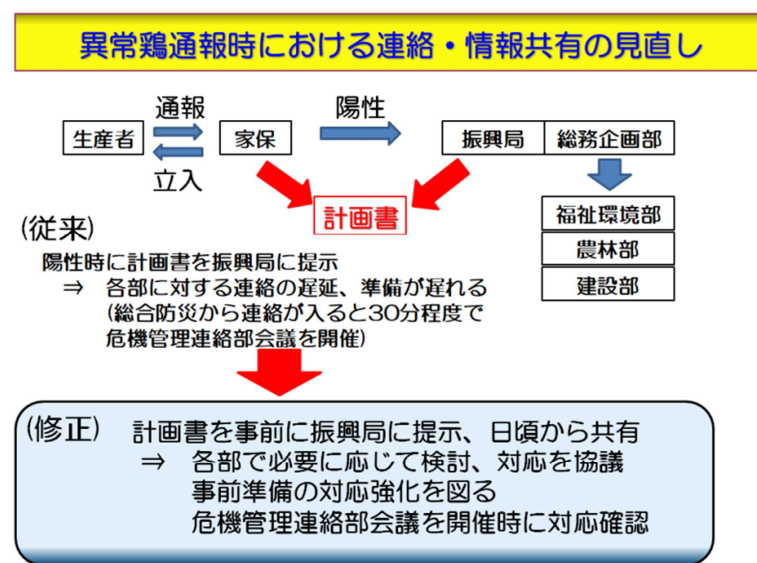 異常鶏通報時における連絡・情報共有の見直し
通報
陽性
生産者
家保
振興局
総務企画部
立入
計画書
福祉環境部
農林部
建設部
(従来)
陽性時に計画書を振興局に提示
⇒ 各部に対する連絡の遅延、準備が遅れる
(総合防災から連絡が入ると30分程度で
危機管理連絡部会議を開催)
(修正) 計画書を事前に振興局に提示、日頃から共有
⇒ 各部で必要に応じて検討、対応を協議
事前準備の対応強化を図る
危機管理連絡部会議を開催時に対応確認